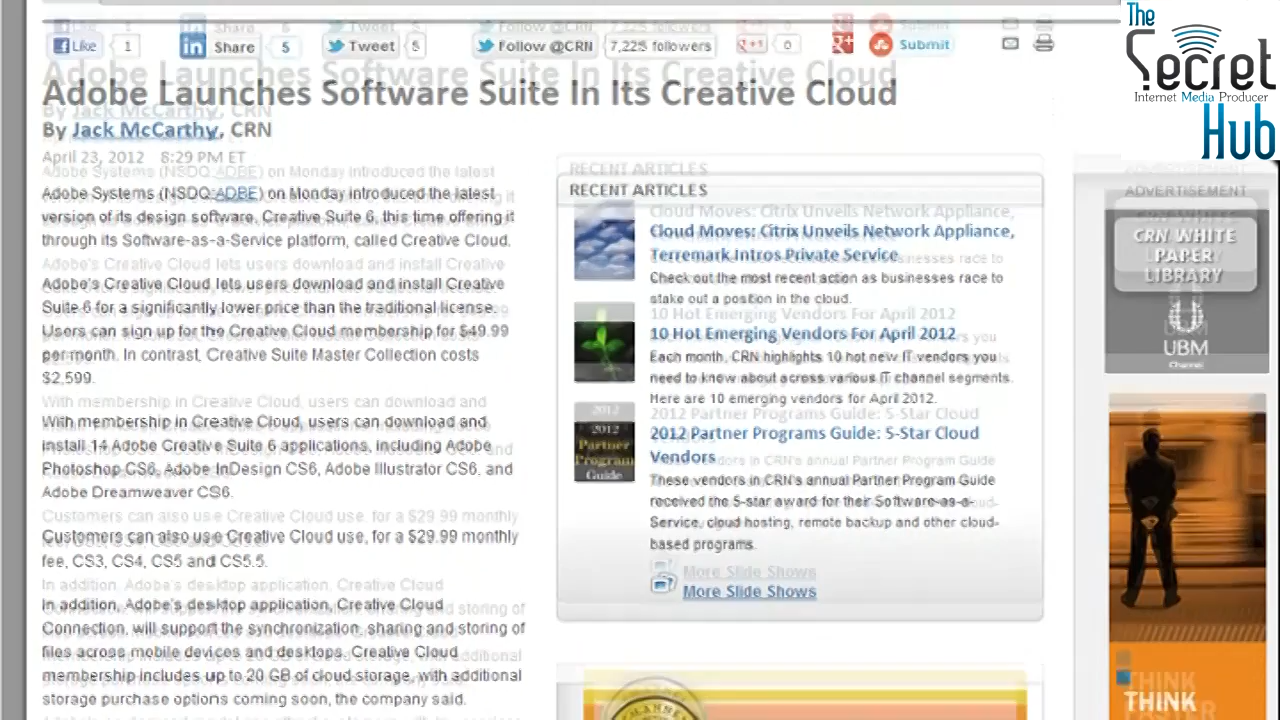 Like 1 Share 5 Tweet 5 Follow @CRN 7,225 followers +1 0 Submit
The
Secret
Internet Media Producer
Hub
Adobe Launches Software Suite In Its Creative Cloud
By Jack McCarthy, CRN
April 23, 2012 8:29 PM ET
Adobe Systems (NSDQ:ADBE) on Monday introduced the latest
version of its design software, Creative Suite 6, this time offering it
through its Software-as-a-Service platform, called Creative Cloud.
Adobe's Creative Cloud lets users download and install Creative
Suite 6 for a significantly lower price than the traditional license.
Users can sign up for the Creative Cloud membership for $49.99
per month. In contrast, Creative Suite Master Collection costs
$2,599.
With membership in Creative Cloud, users can download and
install 14 Adobe Creative Suite 6 applications, including Adobe
Photoshop CS6, Adobe InDesign CS6, Adobe Illustrator CS6, and
Adobe Dreamweaver CS6.
Customers can also use Creative Cloud use, for a $29.99 monthly
fee, CS3, CS4, CS5 and CS5.5.
In addition, Adobe's desktop application, Creative Cloud
Connection, will support the synchronization, sharing and storing of
files across mobile devices and desktops. Creative Cloud
membership includes up to 20 GB of cloud storage, with additional
storage purchase options coming soon, the company said.
RECENT ARTICLES
Cloud Moves: Citrix Unveils Network Appliance,
Terremark Intros Private Service
Check out the most recent action as businesses race to
stake out a position in the cloud.
10 Hot Emerging Vendors For April 2012
Each month, CRN highlights 10 hot new IT vendors you
need to know about across various IT channel segments.
Here are 10 emerging vendors for April 2012.
2012
Partner
Program
Guide
2012 Partner Programs Guide: 5-Star Cloud
Vendors
These vendors in CRN's annual Partner Program Guide
received the 5-star award for their Software-as-a-
Service, cloud hosting, remote backup and other cloud-
based programs.
More Slide Shows
ADVERTISEMENT
CRN WHITE
PAPER
LIBRARY
UBM
Channel
THINK
CHANNEL